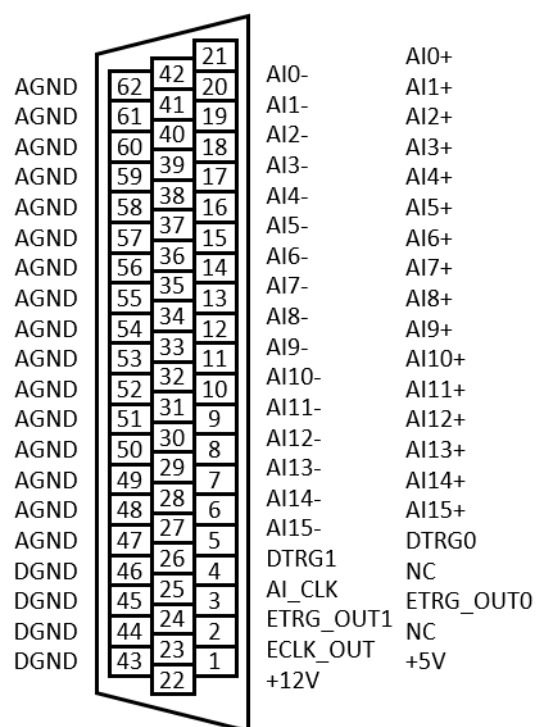 21 AI0+
42 AI0-
AGND 62 20 AI1+
41 AI1-
AGND 61 19 AI2+
40 AI2-
AGND 60 18 AI3+
39 AI3-
AGND 59 17 AI4+
38 AI4-
AGND 58 16 AI5+
37 AI5-
AGND 57 15 AI6+
36 AI6-
AGND 56 14 AI7+
35 AI7-
AGND 55 13 AI8+
34 AI8-
AGND 54 12 AI9+
33 AI9-
AGND 53 11 AI10+
32 AI10-
AGND 52 10 AI11+
31 AI11-
AGND 51 9 AI12+
30 AI12-
AGND 50 8 AI13+
29 AI13-
AGND 49 7 AI14+
28 AI14-
AGND 48 6 AI15+
27 AI15-
AGND 47 5 DTRG0
26 DTRG1
DGND 46 4 NC
25 AI_CLK
DGND 45 3 ETRG_OUT0
24 ETRG_OUT1
DGND 44 2 NC
23 ECLK_OUT
DGND 43 1 +5V
22 +12V